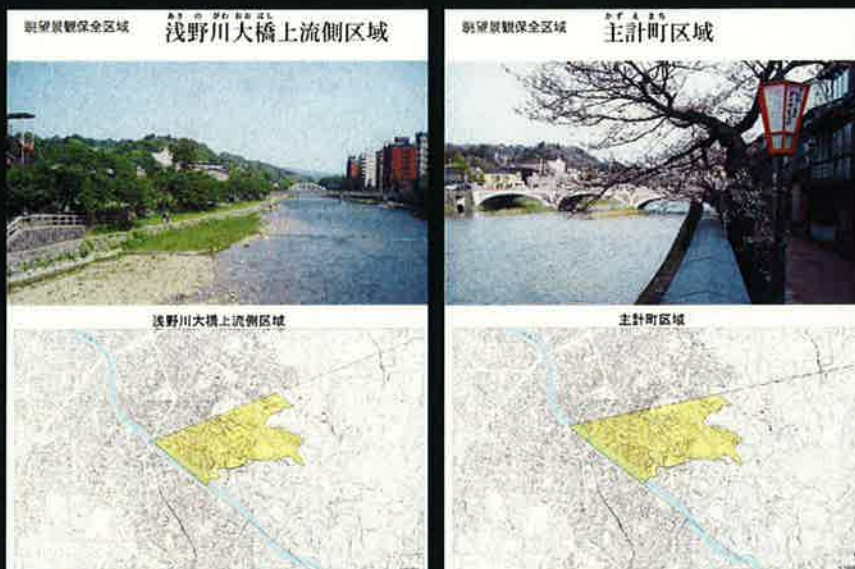 眺望景観保全区域
あさのがわおおはし
浅野川大橋上流側区域
浅野川大橋上流側区域
眺望景観保全区域
かずえまち
主計町区域
主計町区域